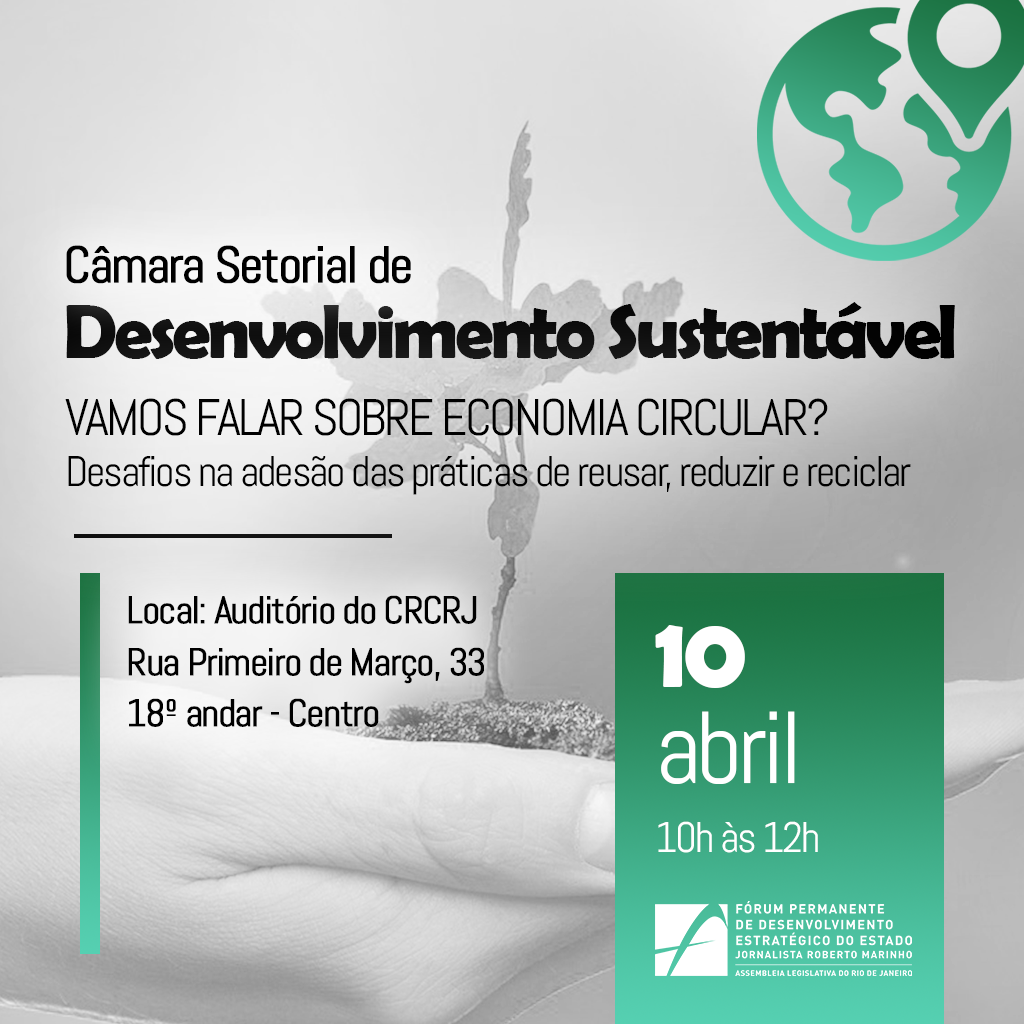 Câmara Setorial de
Desenvolvimento Sustentável
VAMOS FALAR SOBRE ECONOMIA CIRCULAR?
Desafios na adesão das práticas de reusar, reduzir e reciclar
Local: Auditório do CRCRJ
Rua Primeiro de Março, 33
18º andar - Centro
10
abril
10h às 12h
FÓRUM PERMANENTE
DE DESENVOLVIMENTO
ESTRATÉGICO DO ESTADO
JORNALISTA ROBERTO MARINHO
ASSEMBLEIA LEGISLATIVA DO RIO DE JANEIRO